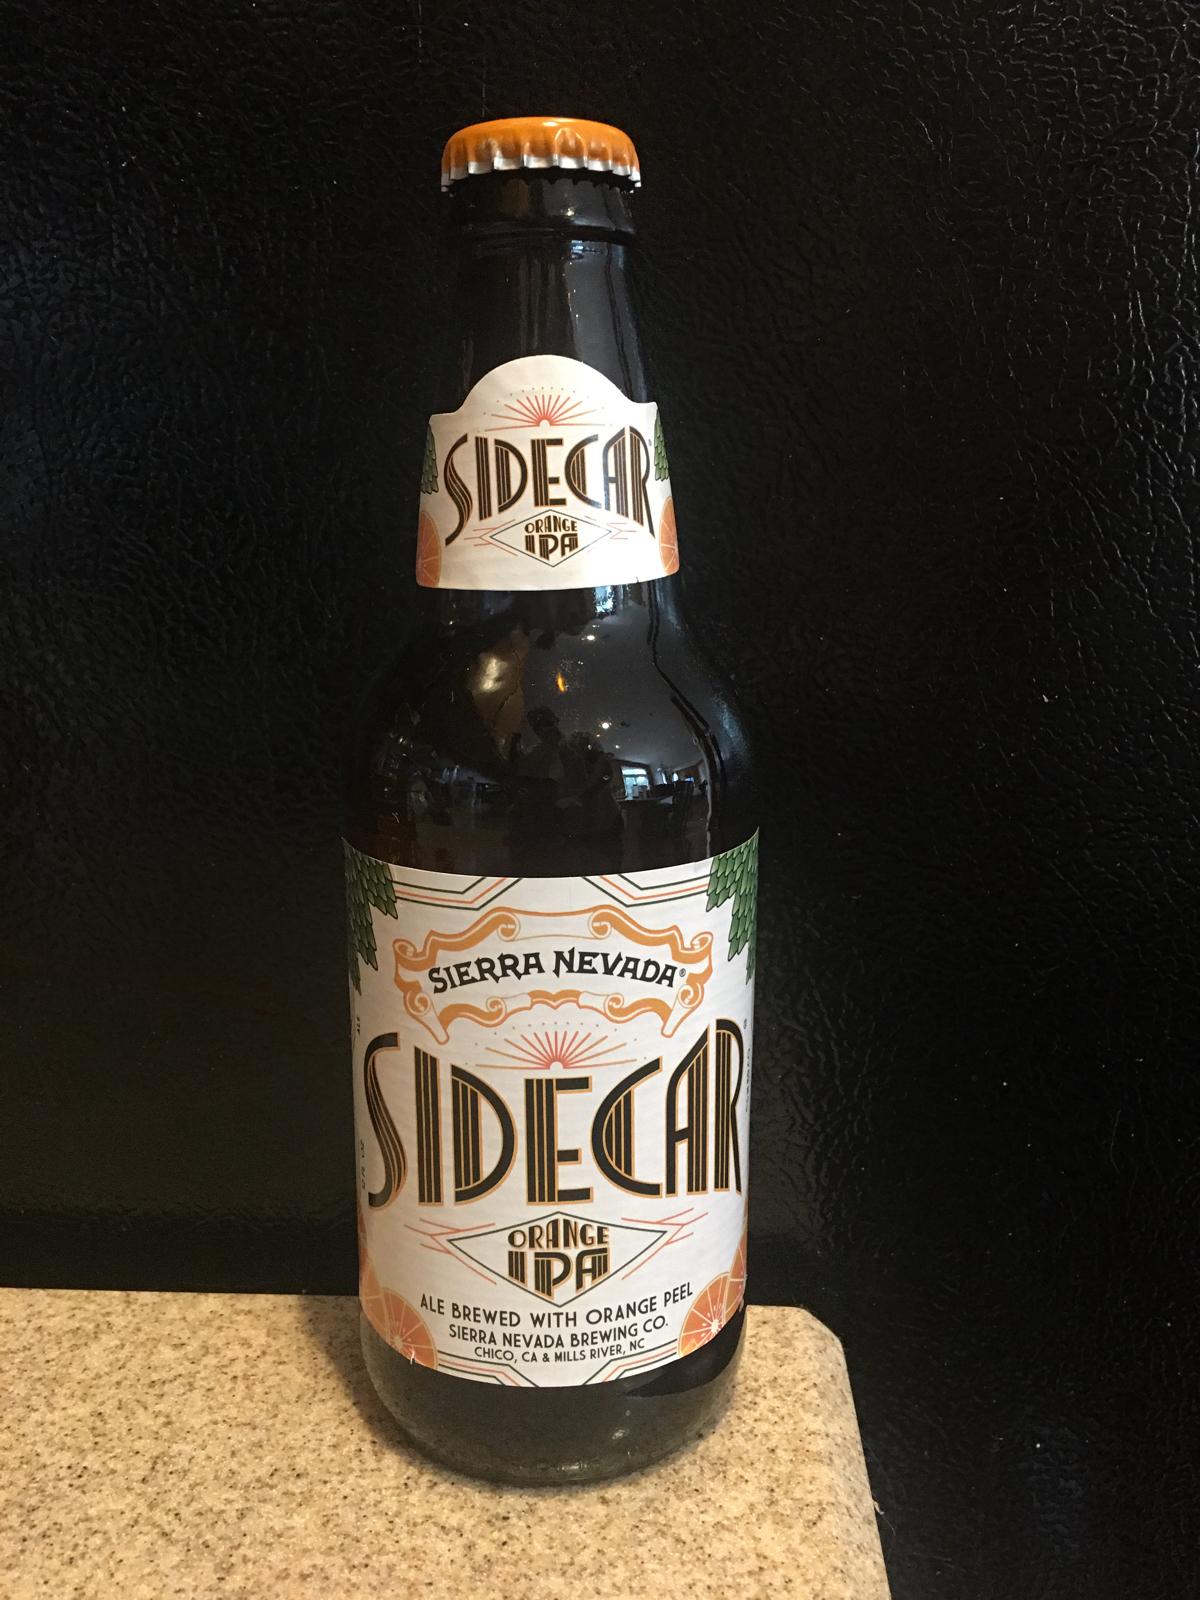 SIDECAR
ORANGE
IPA
SIERRA NEVADA®
SIDECAR
ORANGE
IPA
ALE BREWED WITH ORANGE PEEL
SIERRA NEVADA BREWING CO.
CHICO, CA & MILLS RIVER, NC